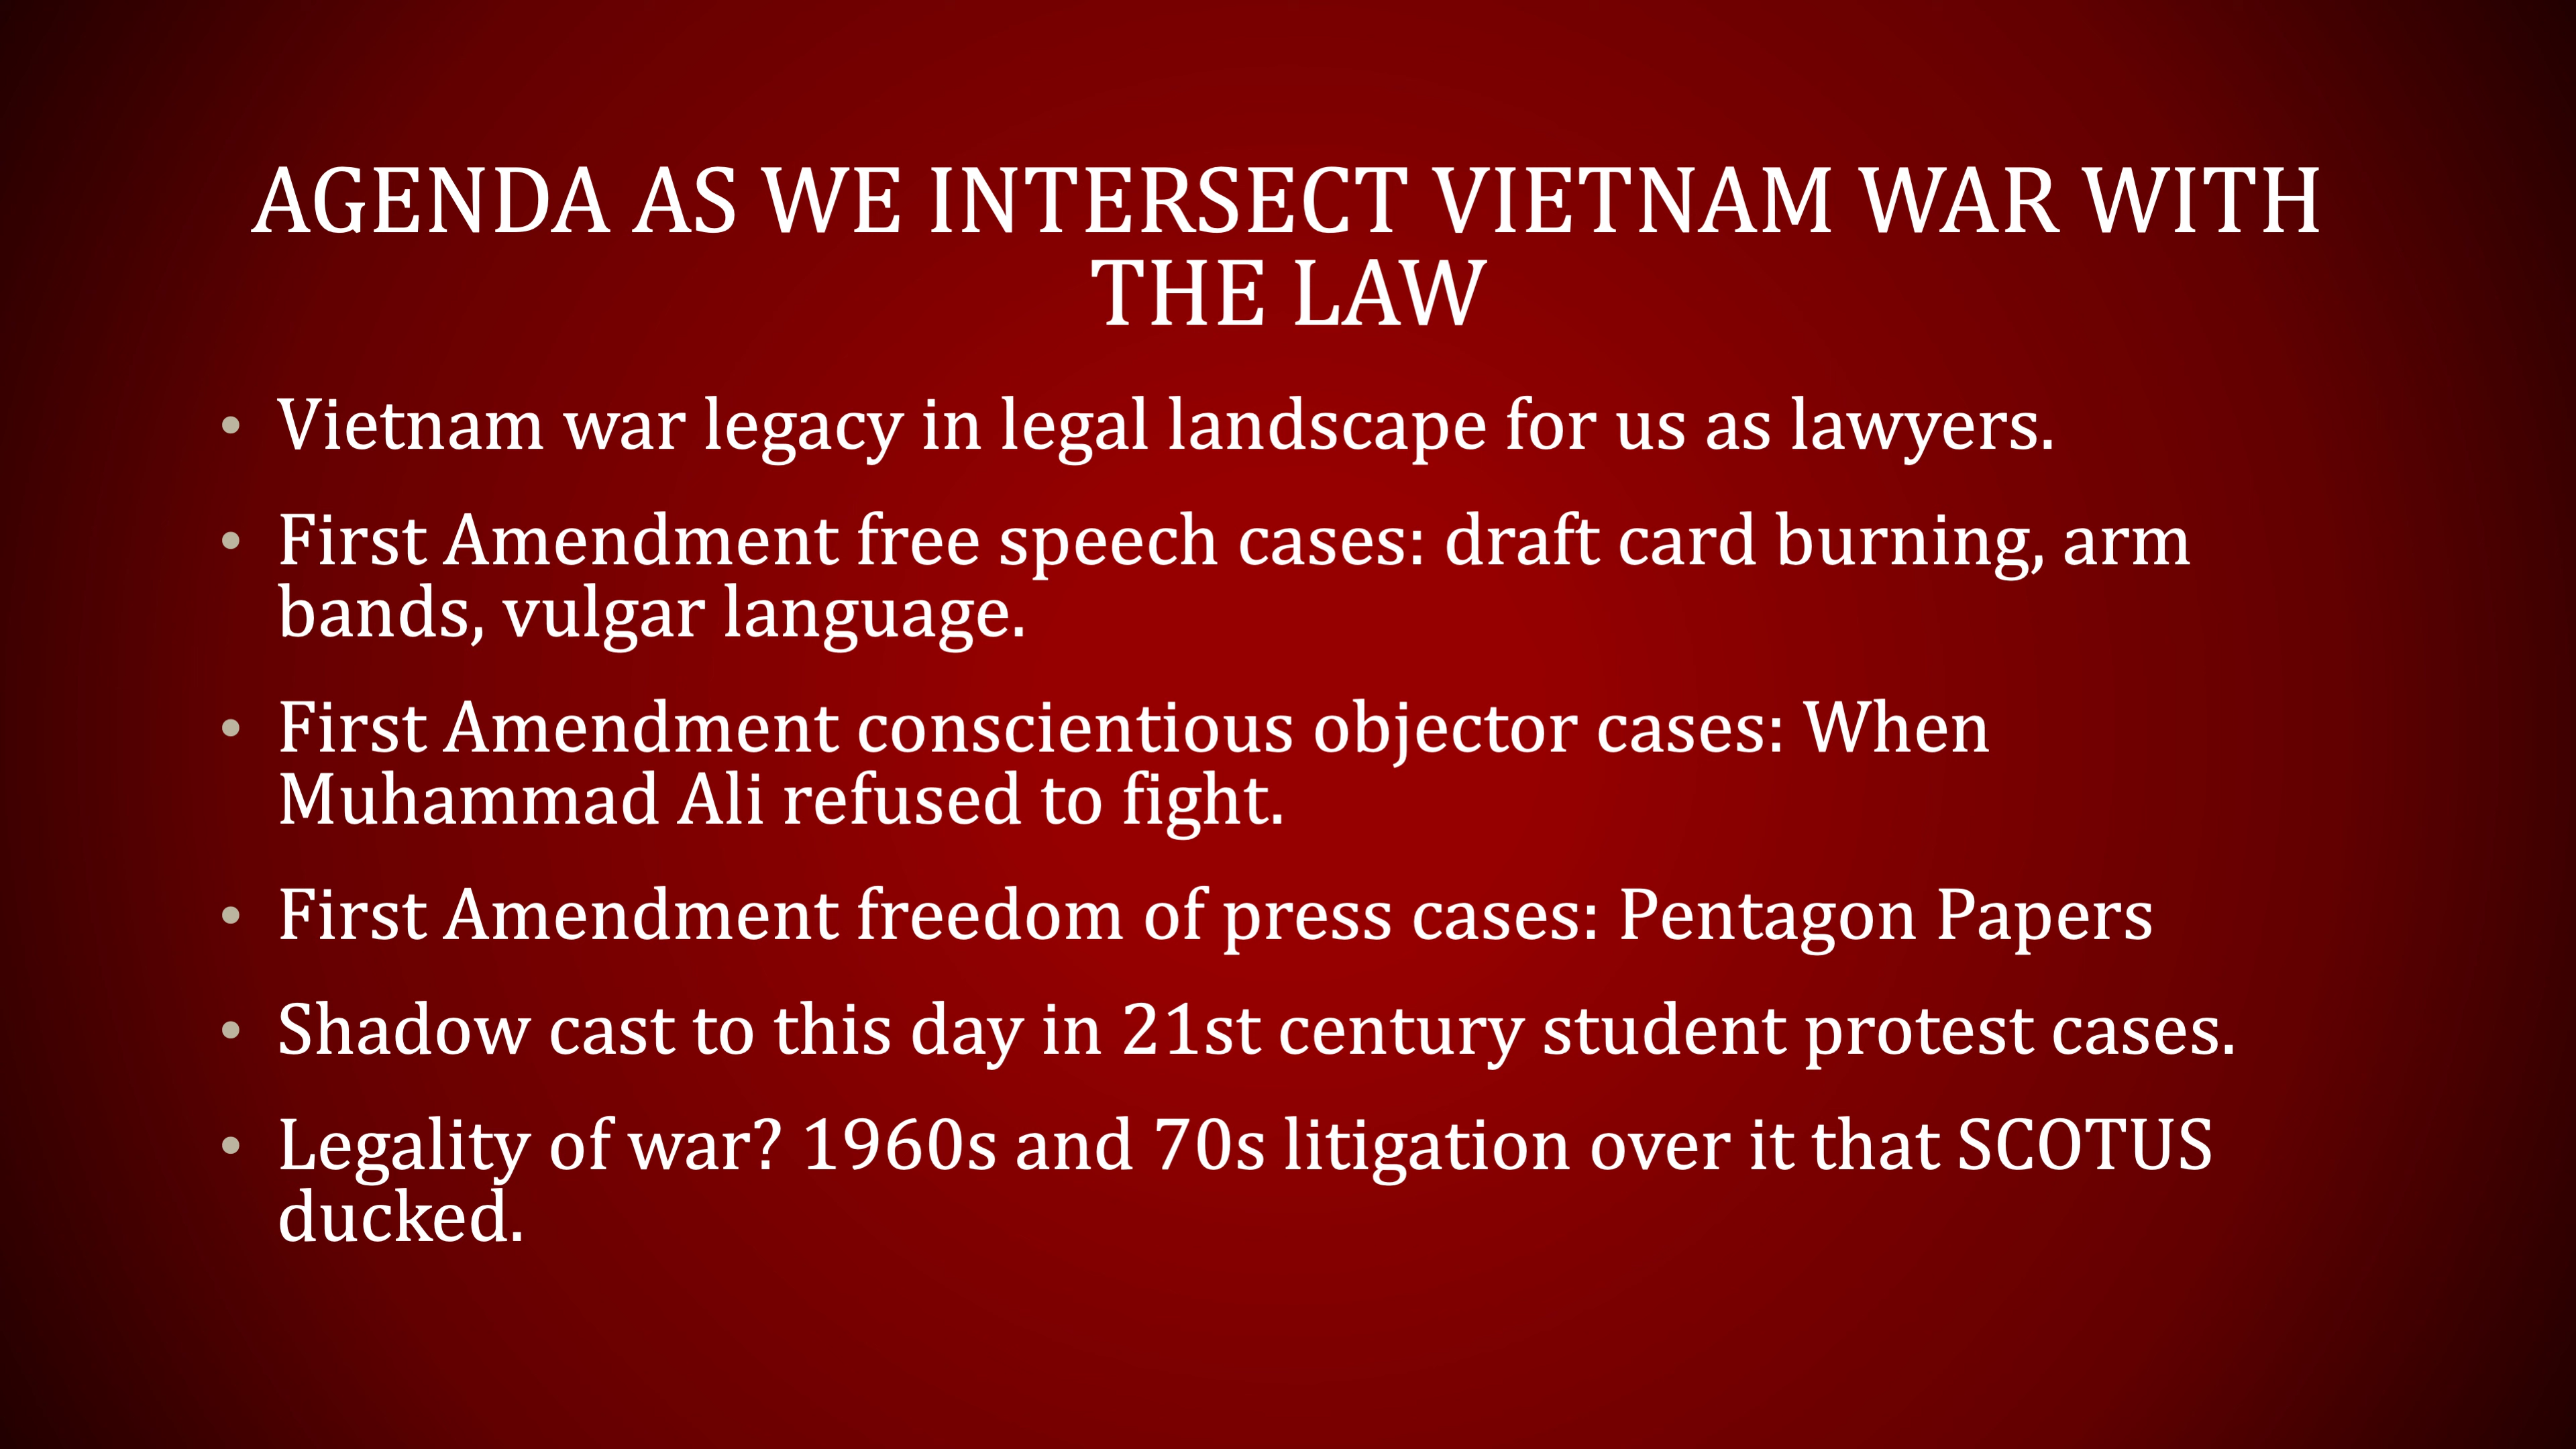 AGENDA AS WE INTERSECT VIETNAM WAR WITH
THE LAW
• Vietnam war legacy in legal landscape for us as lawyers.
• First Amendment free speech cases: draft card burning, arm
bands, vulgar language.
• First Amendment conscientious objector cases: When
Muhammad Ali refused to fight.
• First Amendment freedom of press cases: Pentagon Papers
• Shadow cast to this day in 21st century student protest cases.
• Legality of war? 1960s and 70s litigation over it that SCOTUS
ducked.